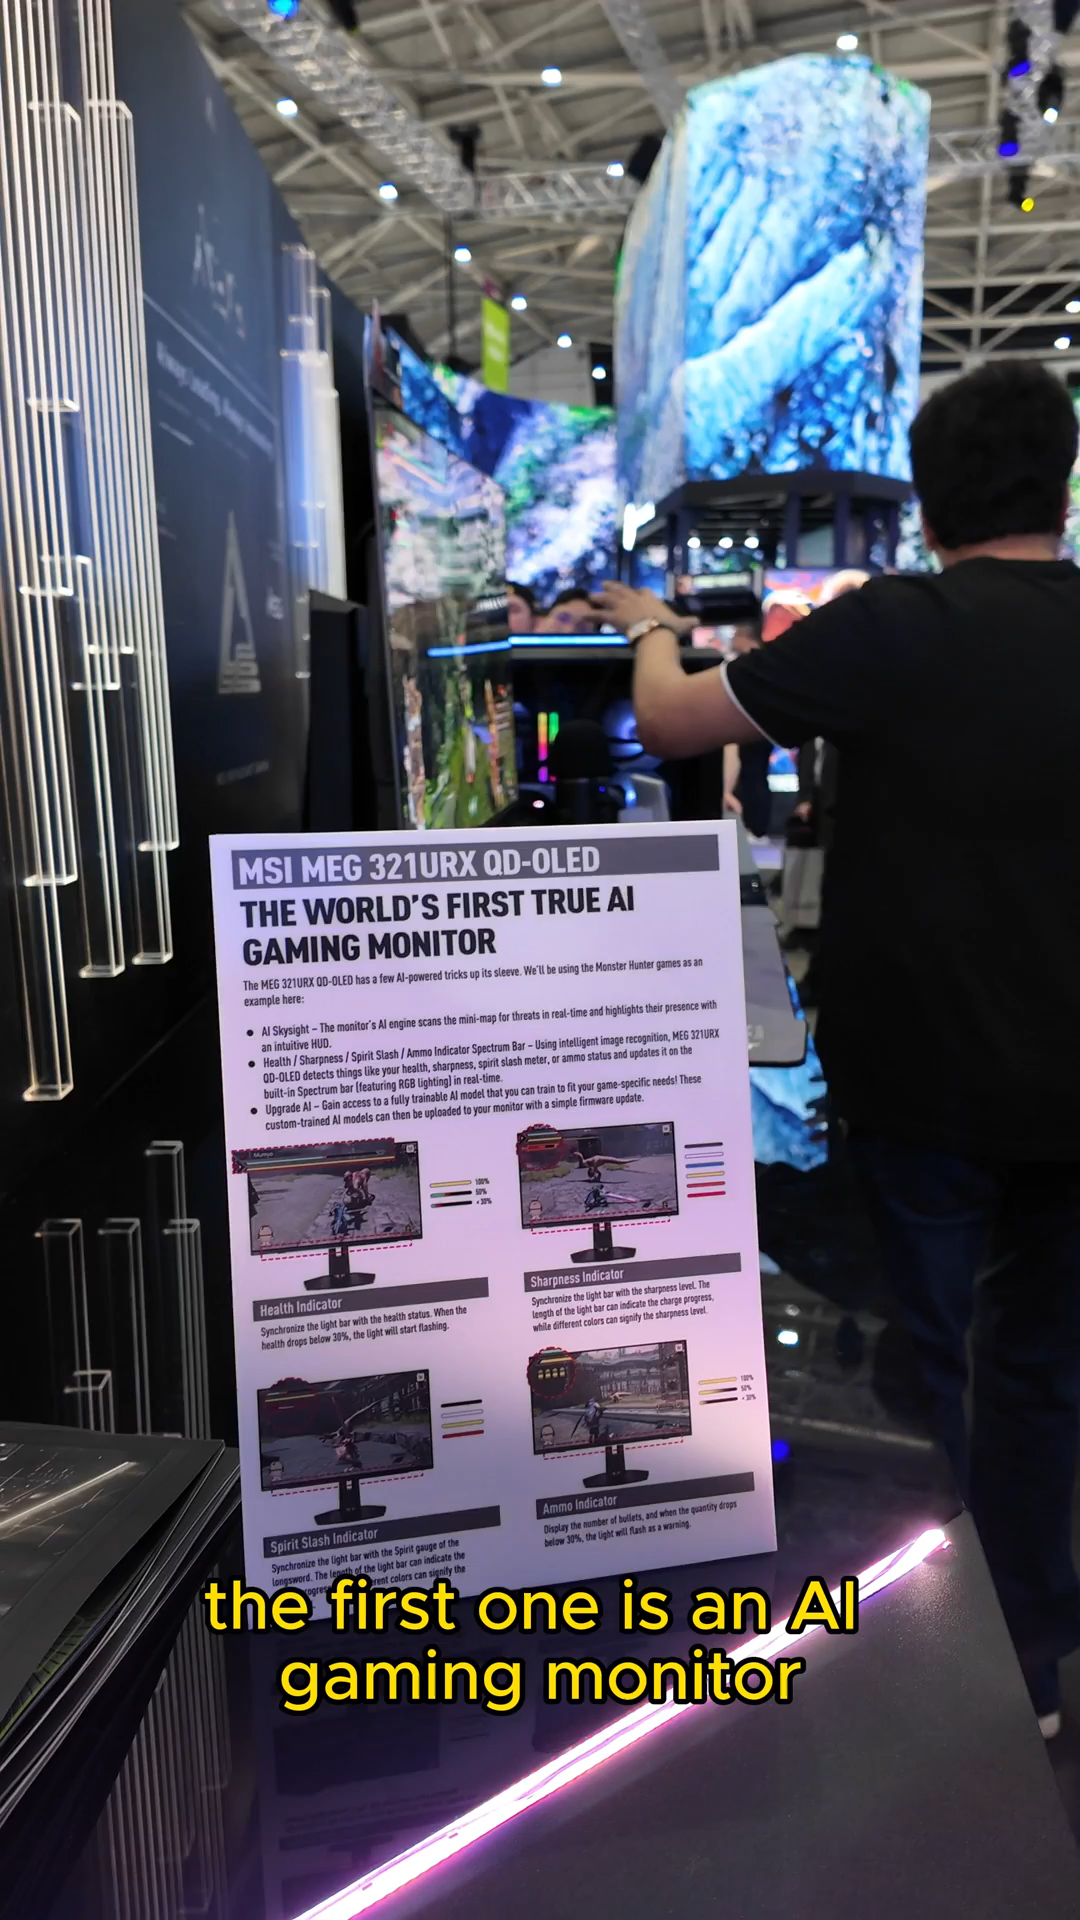 MSI MEG 321URX QD-OLED
THE WORLD'S FIRST TRUE AI
GAMING MONITOR
The MEG 321URX QD-OLED has a few AI-powered tricks up its sleeve. We'll be using the Monster Hunter games as an
example here:
● AI Skysight – The monitor's AI engine scans the mini-map for threats in real-time and highlights their presence with
an intuitive HUD.
● Health / Sharpness / Spirit Slash / Ammo Indicator Spectrum Bar – Using intelligent image recognition, MEG 321URX
QD-OLED detects things like your health, sharpness, spirit slash meter, or ammo status and updates it on the
built-in Spectrum bar (featuring RGB lighting) in real-time.
● Upgrade AI – Gain access to a fully trainable AI model that you can train to fit your game-specific needs! These
custom-trained AI models can then be uploaded to your monitor with a simple firmware update.
100%
50%
< 30%
Health Indicator
Synchronize the light bar with the health status. When the
health drops below 30%, the light will start flashing.
Sharpness Indicator
Synchronize the light bar with the sharpness level. The
length of the light bar can indicate the charge progress,
while different colors can signify the sharpness level.
100%
50%
< 30%
Spirit Slash Indicator
Synchronize the light bar with the Spirit gauge of the
longsword. The length of the light bar can indicate the
colors can signify the
Ammo Indicator
Display the number of bullets, and when the quantity drops
below 30%, the light will flash as a warning.
the first one is an AI
gaming monitor